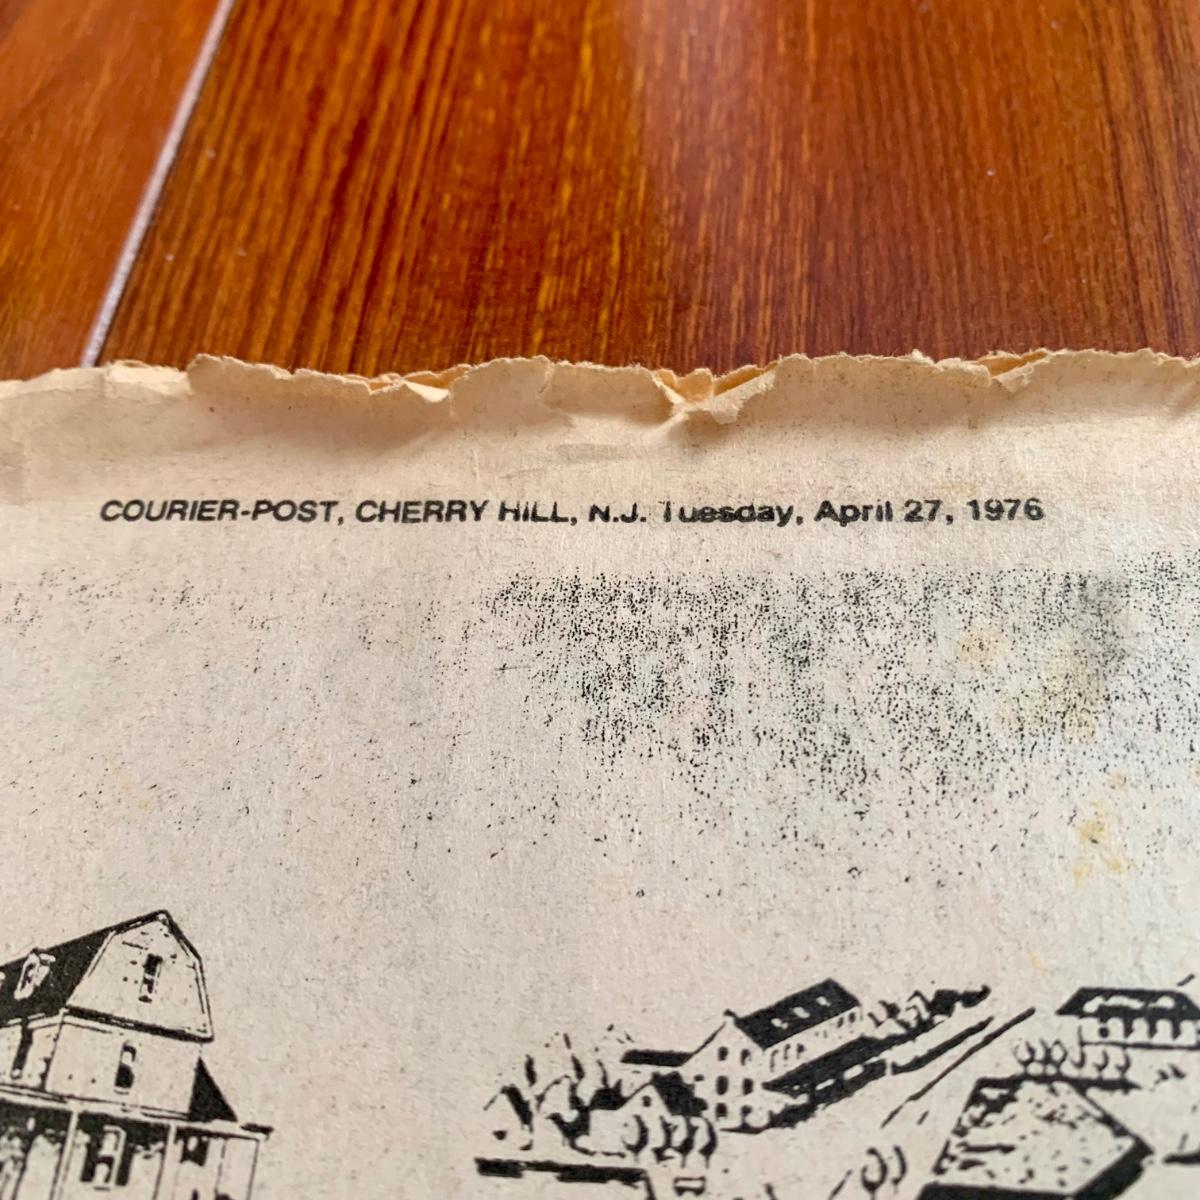 COURIER-POST, CHERRY HILL, N.J. Tuesday, April 27, 1976